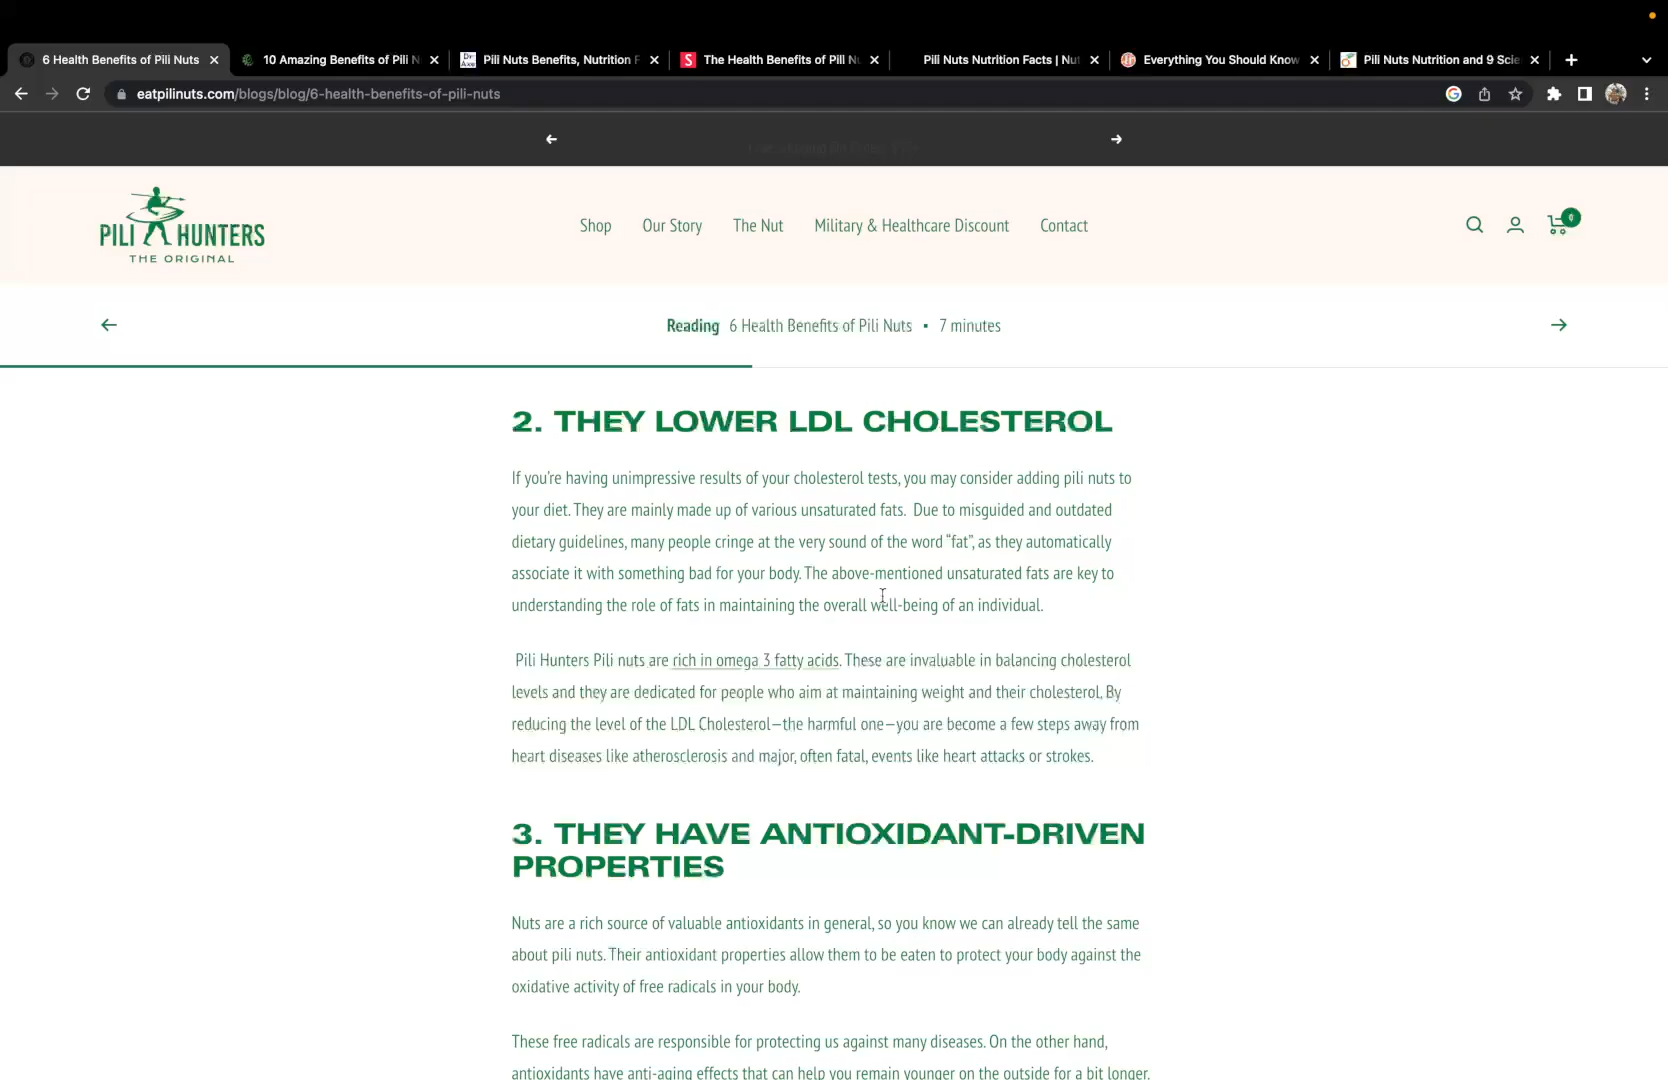 6 Health Benefits of Pili Nuts
10 Amazing Benefits of Pili N
Dr. Axe
Pili Nuts Benefits, Nutrition F
S
The Health Benefits of Pili Nu
Pili Nuts Nutrition Facts | Nut
Everything You Should Know
Pili Nuts Nutrition and 9 Scie
eatpilinuts.com/blogs/blog/6-health-benefits-of-pili-nuts
PILI HUNTERS
THE ORIGINAL
Shop
Our Story
The Nut
Military & Healthcare Discount
Contact
0
Reading 6 Health Benefits of Pili Nuts • 7 minutes
2. THEY LOWER LDL CHOLESTEROL
If you're having unimpressive results of your cholesterol tests, you may consider adding pili nuts to
your diet. They are mainly made up of various unsaturated fats. Due to misguided and outdated
dietary guidelines, many people cringe at the very sound of the word “fat”, as they automatically
associate it with something bad for your body. The above-mentioned unsaturated fats are key to
understanding the role of fats in maintaining the overall well-being of an individual.
Pili Hunters Pili nuts are rich in omega 3 fatty acids. These are invaluable in balancing cholesterol
levels and they are dedicated for people who aim at maintaining weight and their cholesterol. By
reducing the level of the LDL Cholesterol—the harmful one—you are become a few steps away from
heart diseases like atherosclerosis and major, often fatal, events like heart attacks or strokes.
3. THEY HAVE ANTIOXIDANT-DRIVEN
PROPERTIES
Nuts are a rich source of valuable antioxidants in general, so you know we can already tell the same
about pili nuts. Their antioxidant properties allow them to be eaten to protect your body against the
oxidative activity of free radicals in your body.
These free radicals are responsible for protecting us against many diseases. On the other hand,
antioxidants have anti-aging effects that can help you remain younger on the outside for a bit longer.